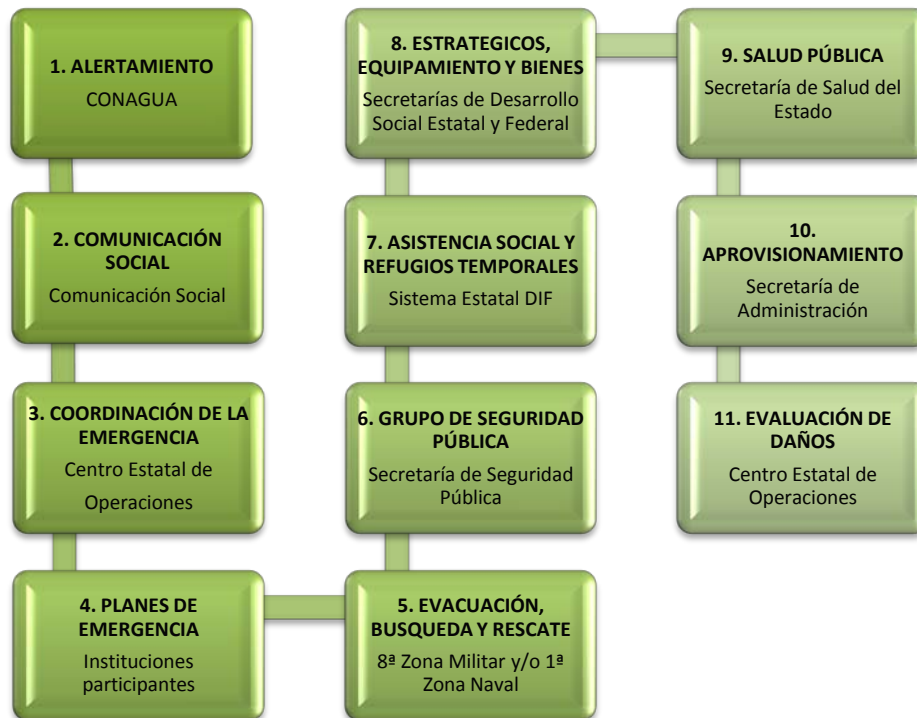 1. ALERTAMIENTO
CONAGUA
2. COMUNICACIÓN
SOCIAL
Comunicación Social
3. COORDINACIÓN DE LA
EMERGENCIA
Centro Estatal de
Operaciones
4. PLANES DE
EMERGENCIA
Instituciones
participantes
5. EVACUACIÓN,
BUSQUEDA Y RESCATE
8ª Zona Militar y/o 1ª
Zona Naval
6. GRUPO DE SEGURIDAD
PÚBLICA
Secretaría de Seguridad
Pública
7. ASISTENCIA SOCIAL Y
REFUGIOS TEMPORALES
Sistema Estatal DIF
8. ESTRATEGICOS,
EQUIPAMIENTO Y BIENES
Secretarías de Desarrollo
Social Estatal y Federal
9. SALUD PÚBLICA
Secretaría de Salud del
Estado
10.
APROVISIONAMIENTO
Secretaría de
Administración
11. EVALUACIÓN DE
DAÑOS
Centro Estatal de
Operaciones